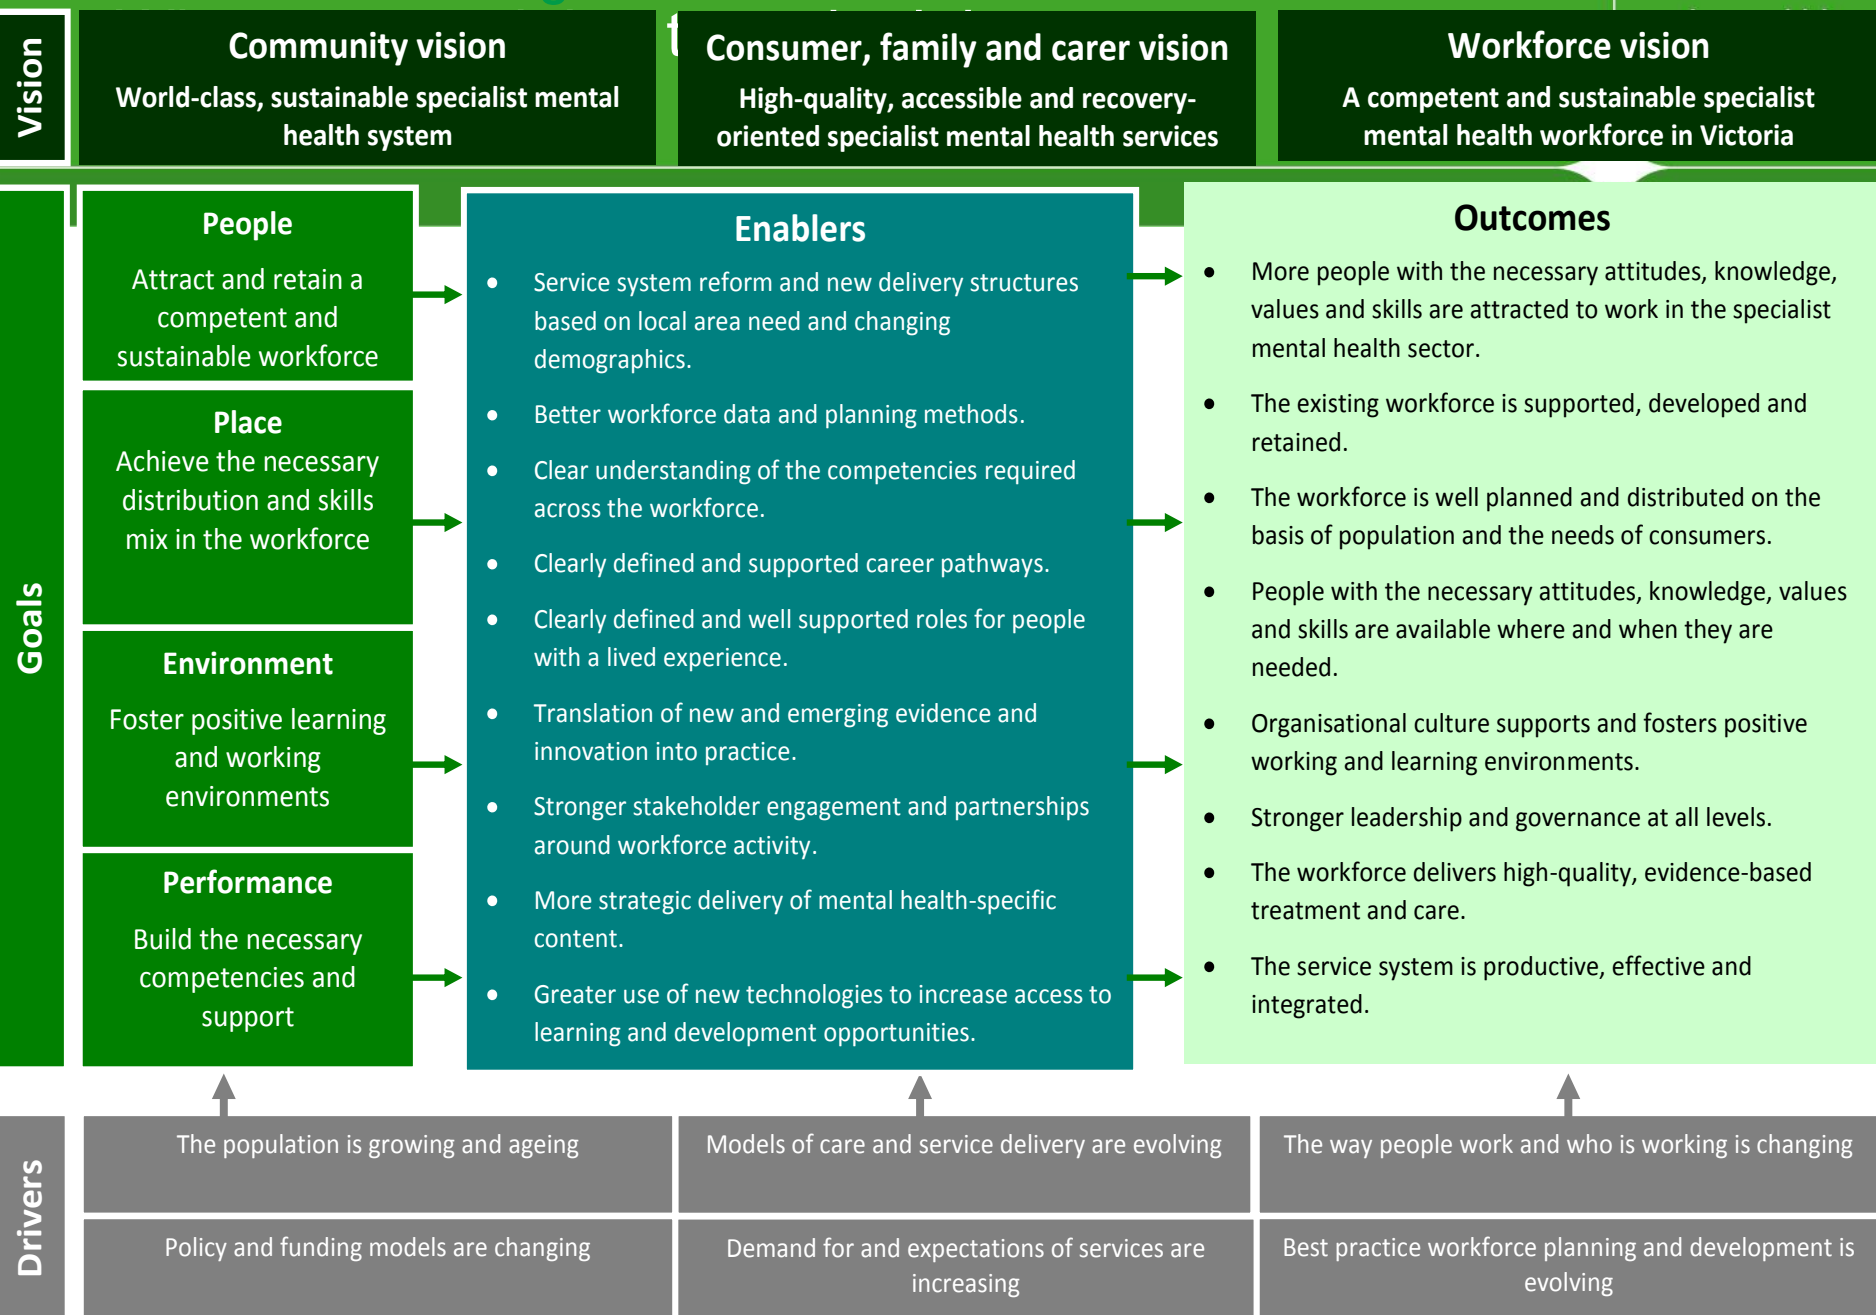 Vision
Community vision
World-class, sustainable specialist mental
health system
Consumer, family and carer vision
High-quality, accessible and recovery-
oriented specialist mental health services
Workforce vision
A competent and sustainable specialist
mental health workforce in Victoria
Goals
People
Attract and retain a
competent and
sustainable workforce
Place
Achieve the necessary
distribution and skills
mix in the workforce
Environment
Foster positive learning
and working
environments
Performance
Build the necessary
competencies and
support
Enablers
• Service system reform and new delivery structures
based on local area need and changing
demographics.
• Better workforce data and planning methods.
• Clear understanding of the competencies required
across the workforce.
• Clearly defined and supported career pathways.
• Clearly defined and well supported roles for people
with a lived experience.
• Translation of new and emerging evidence and
innovation into practice.
• Stronger stakeholder engagement and partnerships
around workforce activity.
• More strategic delivery of mental health-specific
content.
• Greater use of new technologies to increase access to
learning and development opportunities.
Outcomes
• More people with the necessary attitudes, knowledge,
values and skills are attracted to work in the specialist
mental health sector.
• The existing workforce is supported, developed and
retained.
• The workforce is well planned and distributed on the
basis of population and the needs of consumers.
• People with the necessary attitudes, knowledge, values
and skills are available where and when they are
needed.
• Organisational culture supports and fosters positive
working and learning environments.
• Stronger leadership and governance at all levels.
• The workforce delivers high-quality, evidence-based
treatment and care.
• The service system is productive, effective and
integrated.
Drivers
The population is growing and ageing
Models of care and service delivery are evolving
The way people work and who is working is changing
Policy and funding models are changing
Demand for and expectations of services are
increasing
Best practice workforce planning and development is
evolving